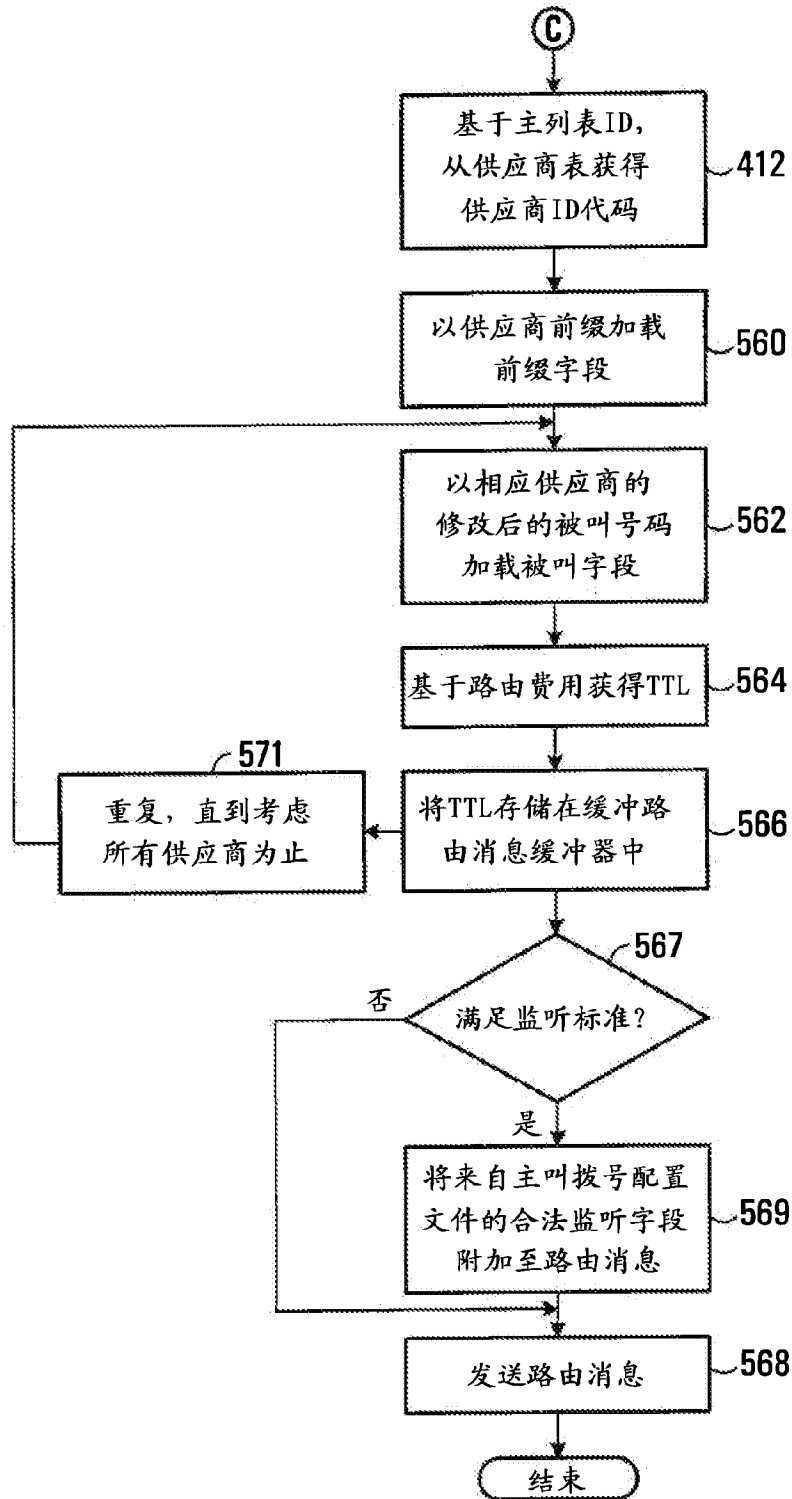 C
基于主列表ID，
从供应商表获得
供应商ID代码
412
以供应商前缀加载
前缀字段
560
以相应供应商的
修改后的被叫号码
加载被叫字段
562
基于路由费用获得TTL
564
571
重复，直到考虑
所有供应商为止
将TTL存储在缓冲路
由消息缓冲器中
566
567
否
满足监听标准?
是
将来自主叫拨号配置
文件的合法监听字段
附加至路由消息
569
发送路由消息
568
结束